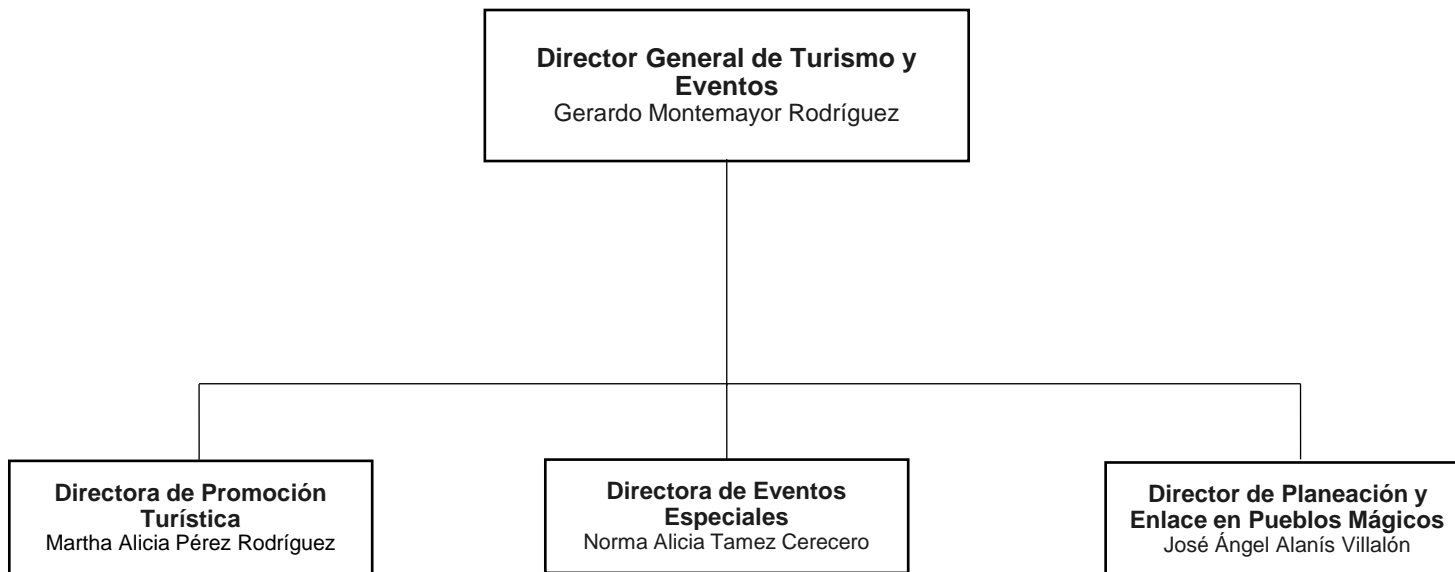 Director General de Turismo y
Eventos
Gerardo Montemayor Rodríguez
Directora de Promoción
Turística
Martha Alicia Pérez Rodríguez
Directora de Eventos
Especiales
Norma Alicia Tamez Cerecero
Director de Planeación y
Enlace en Pueblos Mágicos
José Ángel Alanís Villalón